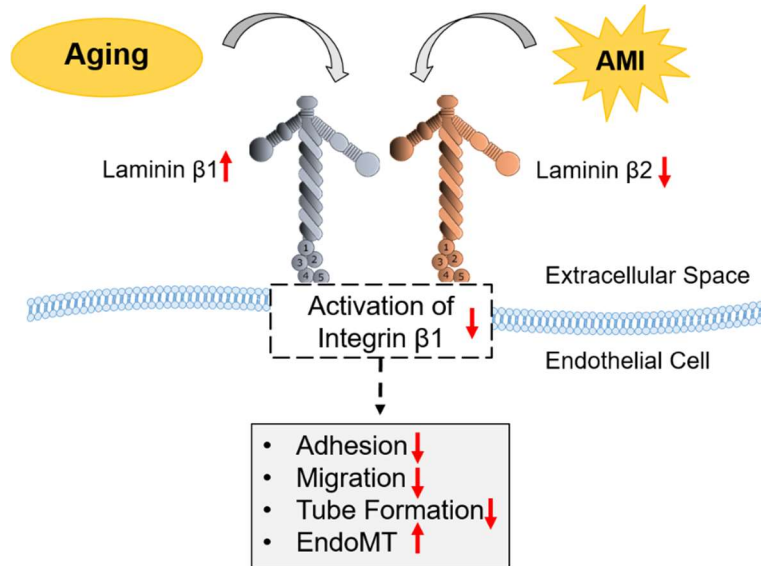 Aging
AMI
Laminin β1
Laminin β2
1
3 2
4 5
1
3 2
4 5
Extracellular Space
Activation of
Integrin β1
Endothelial Cell
• Adhesion
• Migration
• Tube Formation
• EndoMT